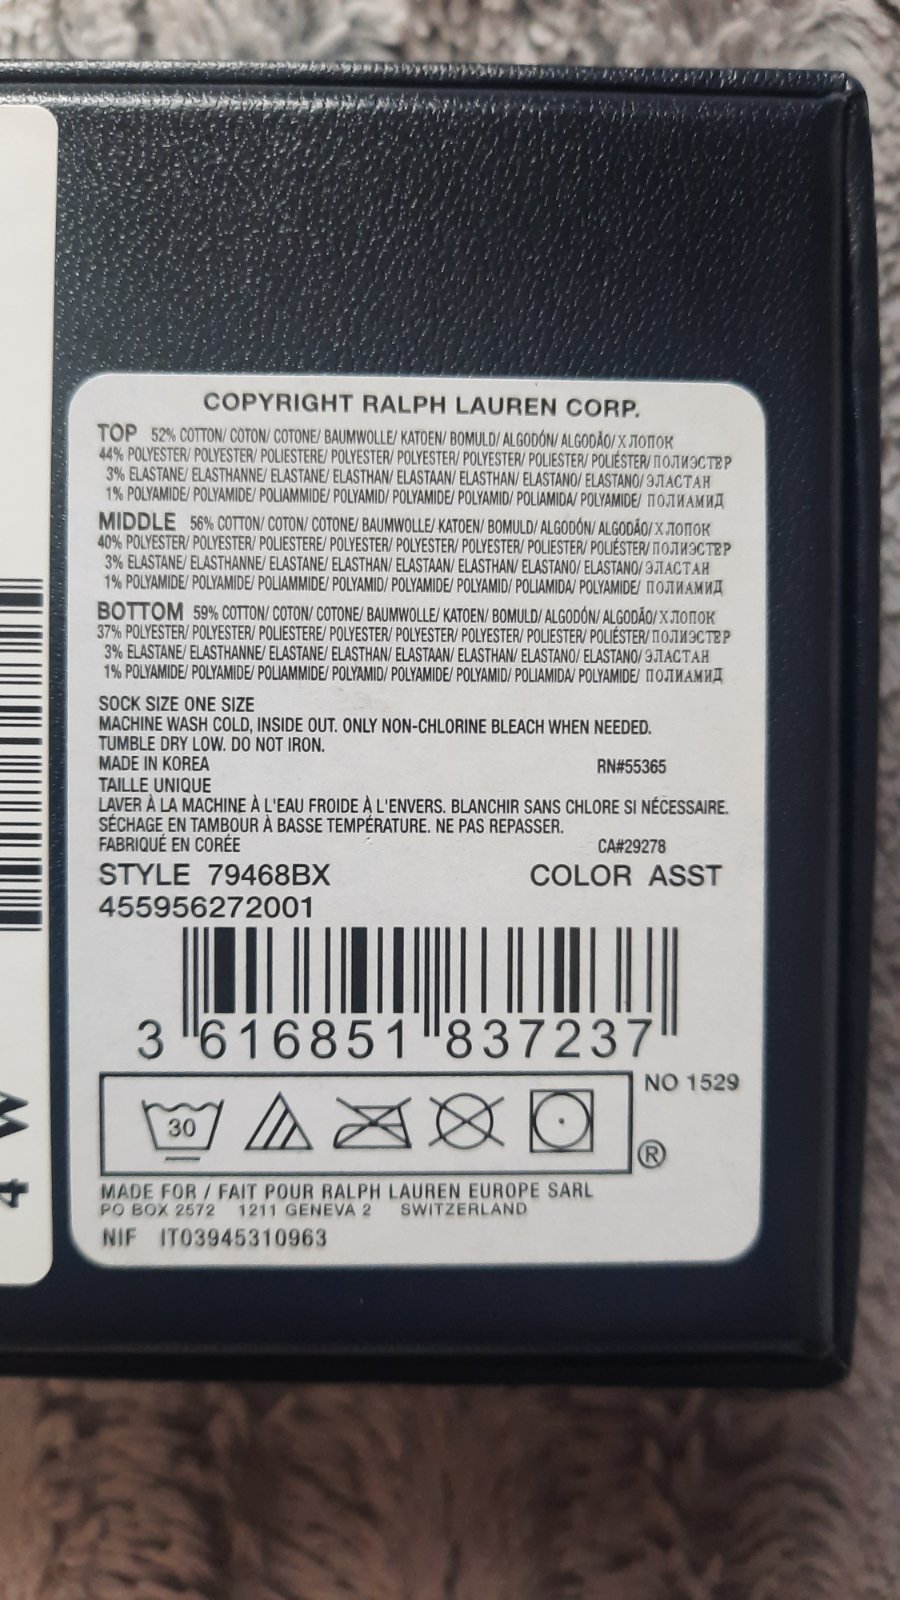 COPYRIGHT RALPH LAUREN CORP.
TOP 52% COTTON/ COTON/ COTONE/ BAUMWOLLE/ KATOEN/ BOMULD/ ALGODÓN/ ALGODÃO/ ХЛОПОК
44% POLYESTER/ POLYESTER/ POLIESTERE/ POLYESTER/ POLYESTER/ POLYESTER/ POLIESTER/ POLIÉSTER/ ПОЛИЭСТЕР
3% ELASTANE/ ELASTHANNE/ ELASTANE/ ELASTHAN/ ELASTAAN/ ELASTHAN/ ELASTANO/ ELASTANO/ ЭЛАСТАН
1% POLYAMIDE/ POLYAMIDE/ POLIAMMIDE/ POLYAMID/ POLYAMIDE/ POLYAMID/ POLIAMIDA/ POLYAMIDE/ ПОЛИАМИД
MIDDLE 56% COTTON/ COTON/ COTONE/ BAUMWOLLE/ KATOEN/ BOMULD/ ALGODÓN/ ALGODÃO/ ХЛОПОК
40% POLYESTER/ POLYESTER/ POLIESTERE/ POLYESTER/ POLYESTER/ POLYESTER/ POLIESTER/ POLIÉSTER/ ПОЛИЭСТЕР
3% ELASTANE/ ELASTHANNE/ ELASTANE/ ELASTHAN/ ELASTAAN/ ELASTHAN/ ELASTANO/ ELASTANO/ ЭЛАСТАН
1% POLYAMIDE/ POLYAMIDE/ POLIAMMIDE/ POLYAMID/ POLYAMIDE/ POLYAMID/ POLIAMIDA/ POLYAMIDE/ ПОЛИАМИД
BOTTOM 59% COTTON/ COTON/ COTONE/ BAUMWOLLE/ KATOEN/ BOMULD/ ALGODÓN/ ALGODÃO/ ХЛОПОК
37% POLYESTER/ POLYESTER/ POLIESTERE/ POLYESTER/ POLYESTER/ POLYESTER/ POLIESTER/ POLIÉSTER/ ПОЛИЭСТЕР
3% ELASTANE/ ELASTHANNE/ ELASTANE/ ELASTHAN/ ELASTAAN/ ELASTHAN/ ELASTANO/ ELASTANO/ ЭЛАСТАН
1% POLYAMIDE/ POLYAMIDE/ POLIAMMIDE/ POLYAMID/ POLYAMIDE/ POLYAMID/ POLIAMIDA/ POLYAMIDE/ ПОЛИАМИД
SOCK SIZE ONE SIZE
MACHINE WASH COLD, INSIDE OUT. ONLY NON-CHLORINE BLEACH WHEN NEEDED.
TUMBLE DRY LOW. DO NOT IRON.
MADE IN KOREA RN#55365
TAILLE UNIQUE
LAVER À LA MACHINE À L'EAU FROIDE À L'ENVERS. BLANCHIR SANS CHLORE SI NÉCESSAIRE.
SÉCHAGE EN TAMBOUR À BASSE TEMPÉRATURE. NE PAS REPASSER.
FABRIQUÉ EN CORÉE CA#29278
STYLE 79468BX COLOR ASST
455956272001
3 616851 837237
NO 1529
30
®
MADE FOR / FAIT POUR RALPH LAUREN EUROPE SARL
PO BOX 2572 1211 GENEVA 2 SWITZERLAND
NIF IT03945310963
4 W